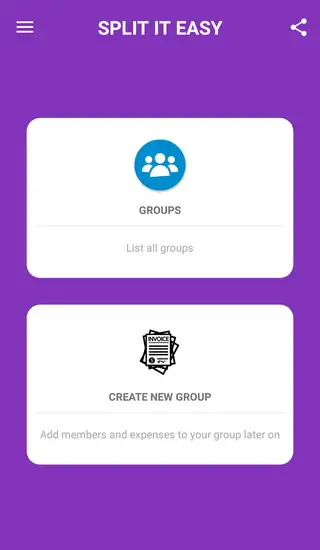 SPLIT IT EASY
GROUPS
List all groups
INVOICE
CREATE NEW GROUP
Add members and expenses to your group later on